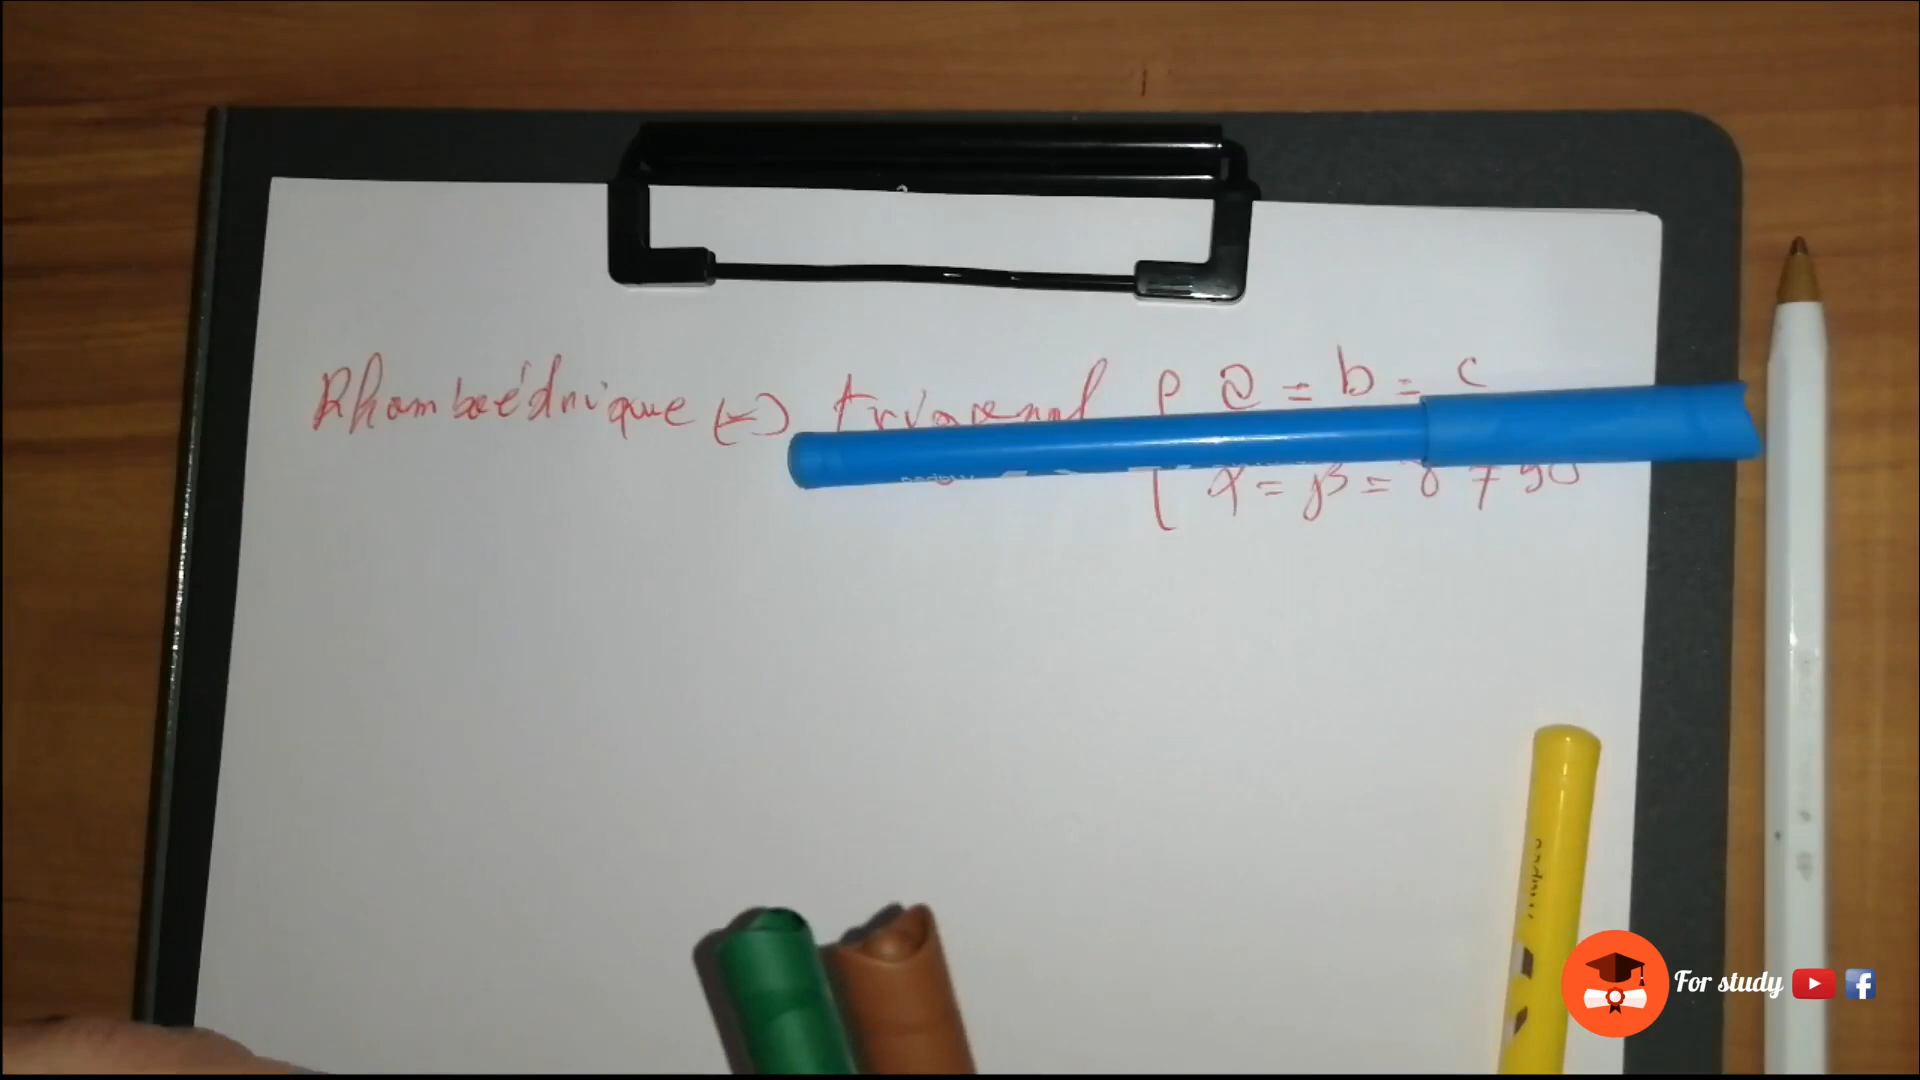 Rhomboédrique (=) trigonal { a = b = c
α = β = γ ≠ 90
For study